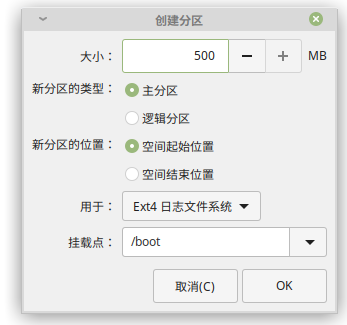 创建分区
大小： 500 MB
新分区的类型： 主分区
逻辑分区
新分区的位置： 空间起始位置
空间结束位置
用于： Ext4 日志文件系统
挂载点： /boot
取消(C) OK